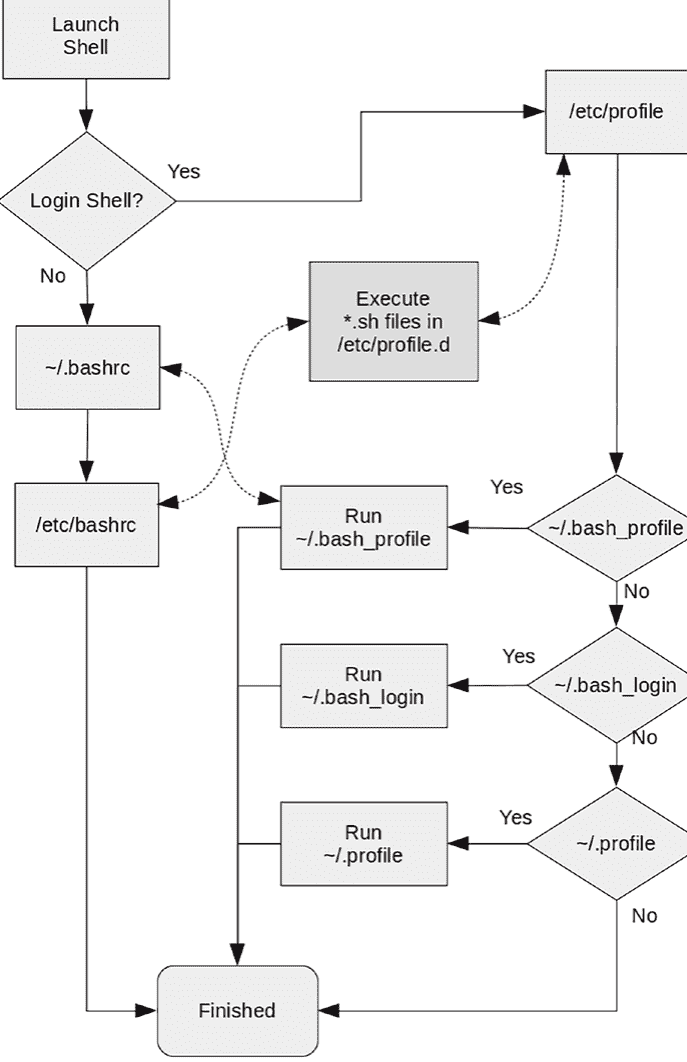 Launch
Shell
/etc/profile
Yes
Login Shell?
No
Execute
*.sh files in
/etc/profile.d
~/.bashrc
Yes
/etc/bashrc
Run
~/.bash_profile
~/.bash_profile
No
Yes
Run
~/.bash_login
~/.bash_login
No
Yes
Run
~/.profile
~/.profile
No
Finished